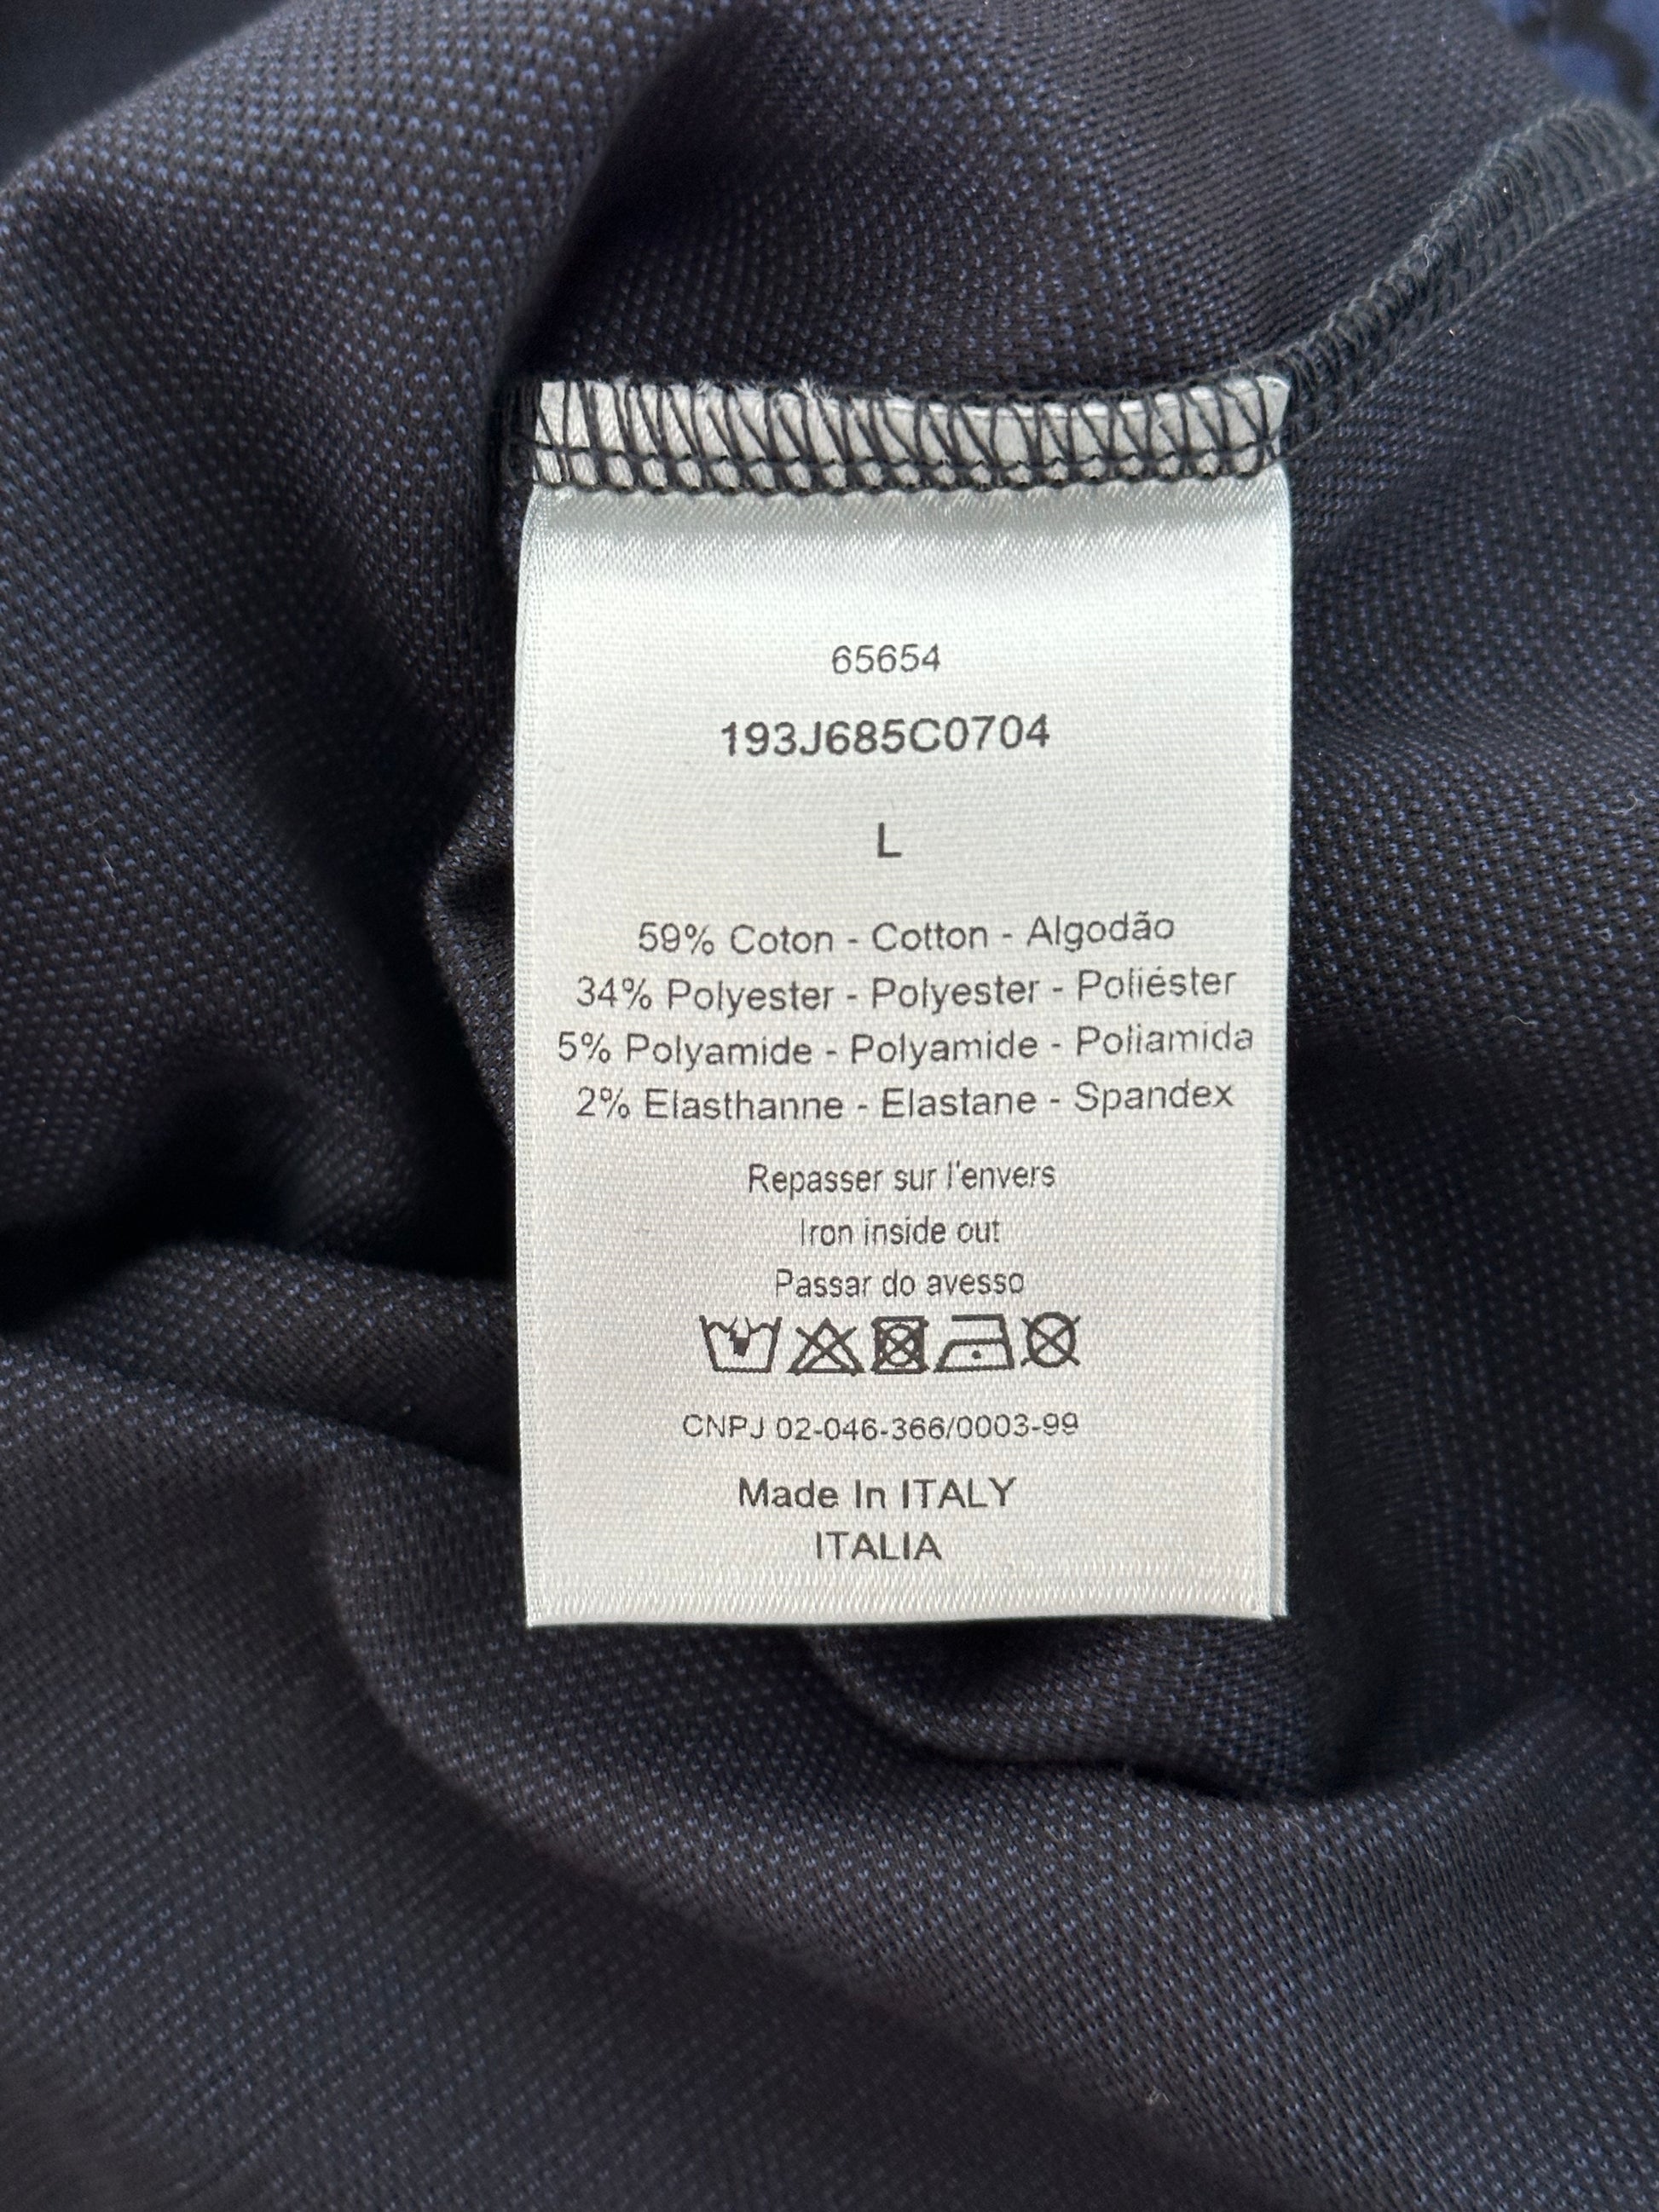 65654
193J685C0704
L
59% Coton - Cotton - Algodão
34% Polyester - Polyester - Poliéster
5% Polyamide - Polyamide - Poliamida
2% Elasthanne - Elastane - Spandex
Repasser sur l'envers
Iron inside out
Passar do avesso
CNPJ 02-046-366/0003-99
Made In ITALY
ITALIA